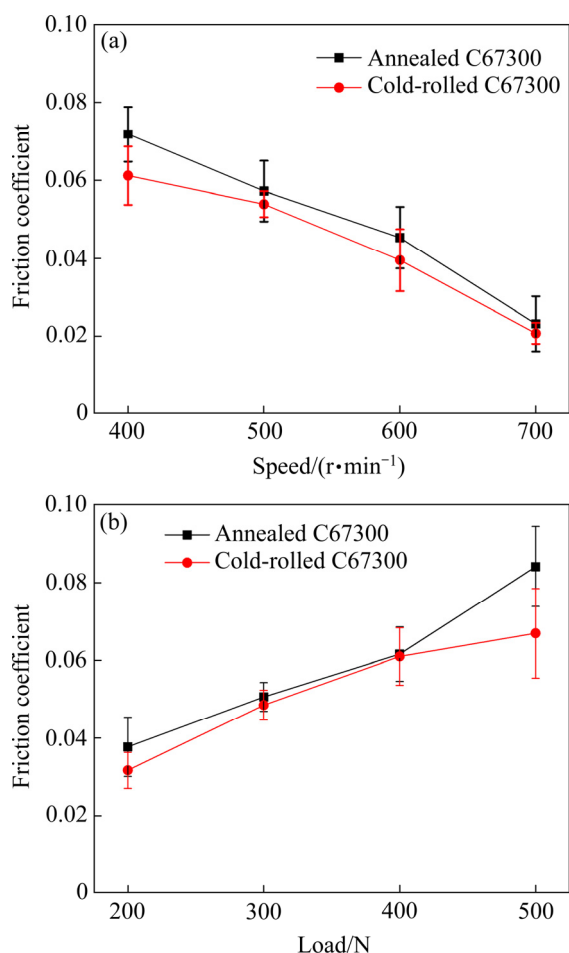 0.10
(a)
Annealed C67300
Cold-rolled C67300
0.08
0.06
0.04
0.02
0
Friction coefficient
400 500 600 700
Speed/(r•min⁻¹)
0.10
(b)
Annealed C67300
Cold-rolled C67300
0.08
0.06
0.04
0.02
0
Friction coefficient
200 300 400 500
Load/N